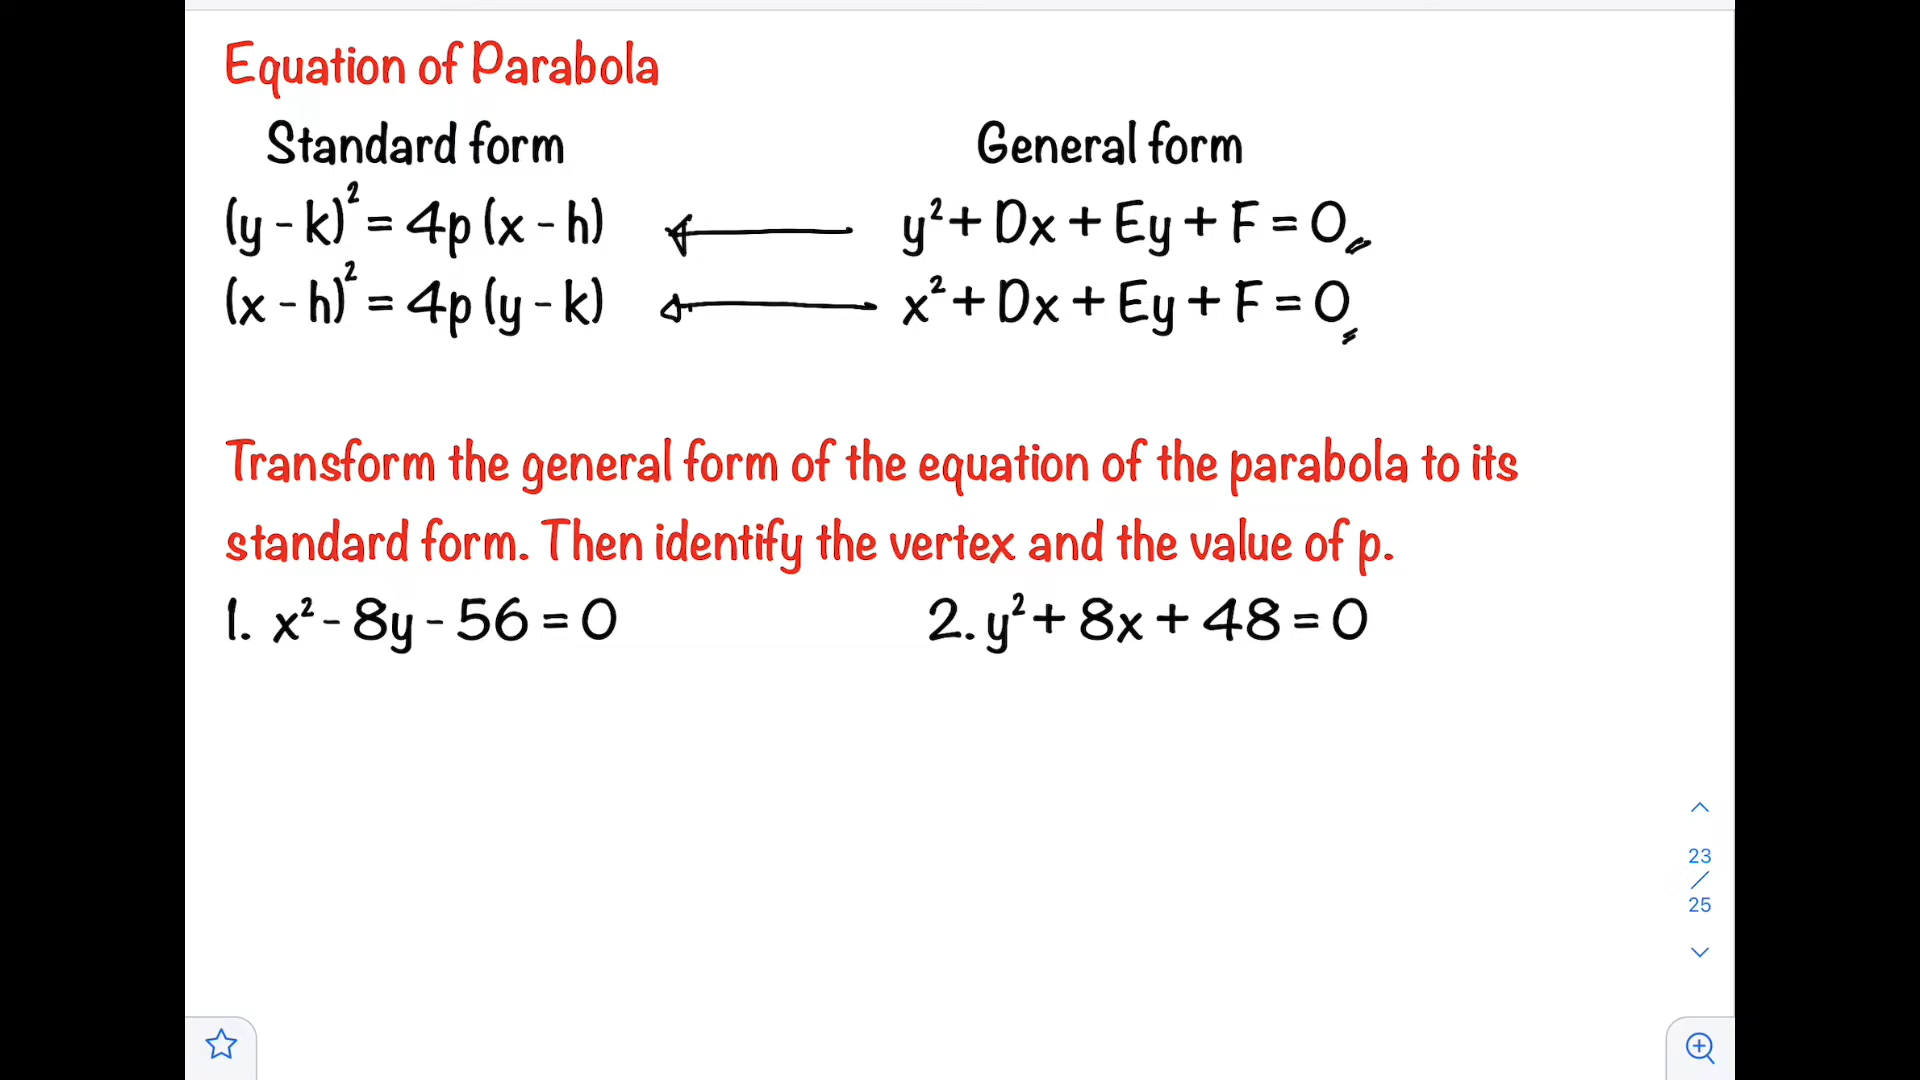 Equation of Parabola
Standard form General form
(y - k)² = 4p (x - h) y² + Dx + Ey + F = 0
(x - h)² = 4p (y - k) x² + Dx + Ey + F = 0
Transform the general form of the equation of the parabola to its
standard form. Then identify the vertex and the value of p.
1. x² - 8y - 56 = 0 2. y² + 8x + 48 = 0
23
/
25